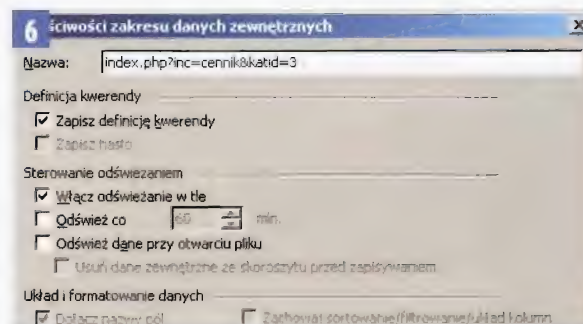 6 ściwości zakresu danych zewnętrznych x
Nazwa: index.php?inc=cennik&katid=3
Definicja kwerendy
Zapisz definicję kwerendy
Zapisz hasło
Sterowanie odświeżaniem
Włącz odświeżanie w tle
Odśwież co 60 min.
Odśwież dane przy otwarciu pliku
Usuń dane zewnętrzne ze skoroszytu przed zapisywaniem
Układ i formatowanie danych
Dołącz nazwy pól Zachowaj sortowanie/filtrowanie/układ kolumn